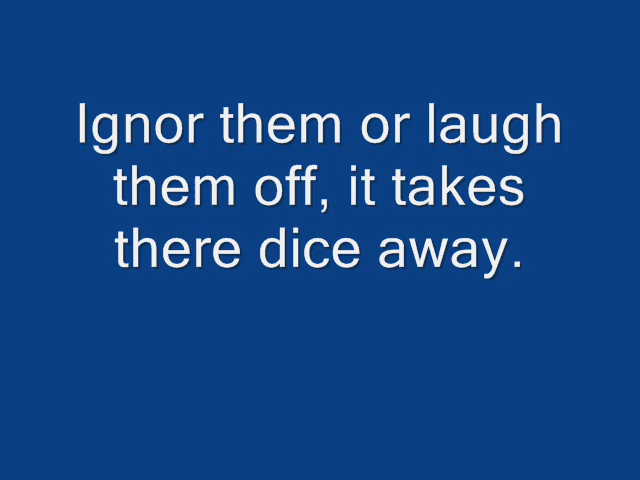 Ignor them or laugh
them off, it takes
there dice away.